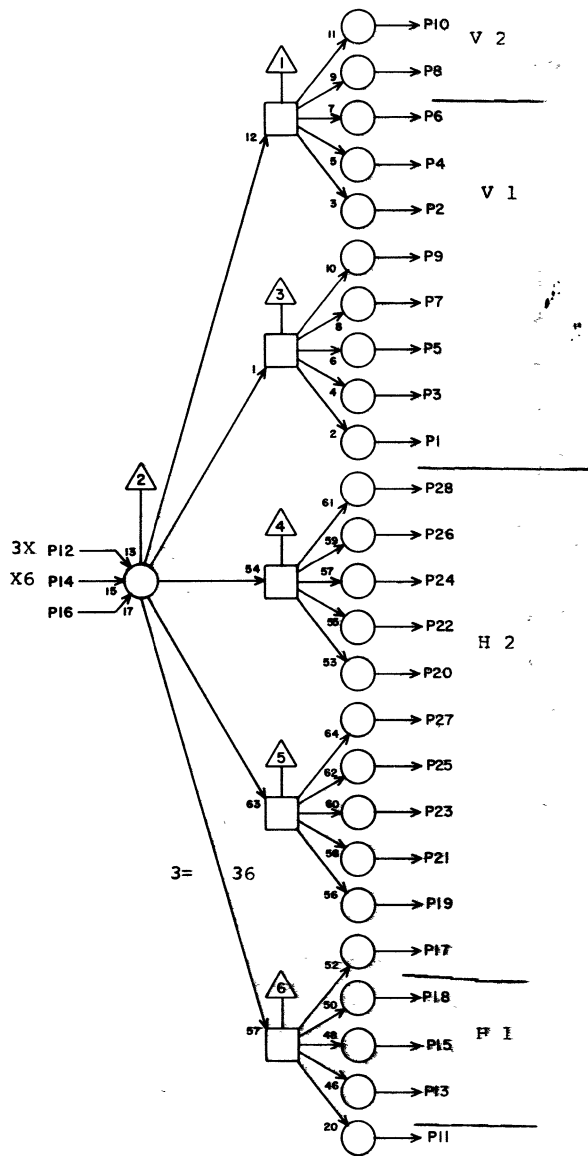 11 P10 V 2
1
9 P8
7 P6
12
5 P4
3 P2 V 1
10 P9
3
8 P7
6 P5
1
4 P3
2 P1
2
61 P28
4
59 P26
3X P12 13
54 57 P24
X6 P14 15
P16 17
55 P22
H 2
53 P20
64 P27
5
62 P25
63 60 P23
58 P21
3= 36
56 P19
52 P17
6
50 P18
57 48 P15
46 P13
20 P11